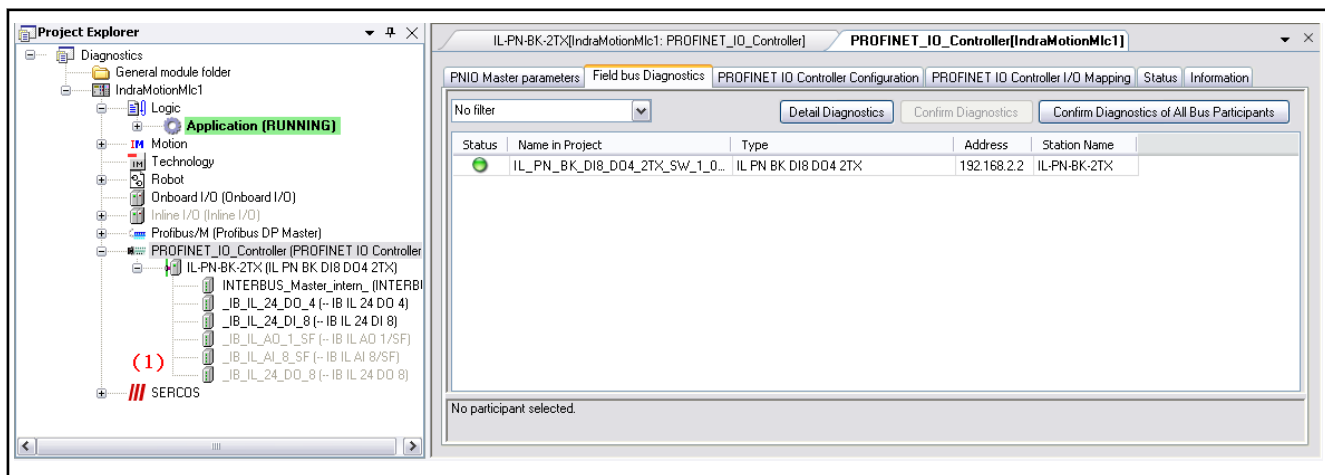 Project Explorer
Diagnostics
General module folder
IndraMotionMlc1
Logic
Application (RUNNING)
IM Motion
IM Technology
Robot
Onboard I/O (Onboard I/O)
Inline I/O (Inline I/O)
Profibus/M (Profibus DP Master)
PROFINET_IO_Controller (PROFINET IO Controller
IL-PN-BK-2TX (IL PN BK DI8 DO4 2TX)
INTERBUS_Master_intern_ (INTERBU
_IB_IL_24_DO_4 (-- IB IL 24 DO 4)
_IB_IL_24_DI_8 (-- IB IL 24 DI 8)
_IB_IL_AO_1_SF (-- IB IL AO 1/SF)
(1)
_IB_IL_AI_8_SF (-- IB IL AI 8/SF)
_IB_IL_24_DO_8 (-- IB IL 24 DO 8)
SERCOS
IL-PN-BK-2TX[IndraMotionMlc1: PROFINET_IO_Controller] PROFINET_IO_Controller[IndraMotionMlc1]
PNIO Master parameters Field bus Diagnostics PROFINET IO Controller Configuration PROFINET IO Controller I/O Mapping Status Information
No filter Detail Diagnostics Confirm Diagnostics Confirm Diagnostics of All Bus Participants
Status Name in Project Type Address Station Name
IL_PN_BK_DI8_DO4_2TX_SW_1_0... IL PN BK DI8 DO4 2TX 192.168.2.2 IL-PN-BK-2TX
No participant selected.